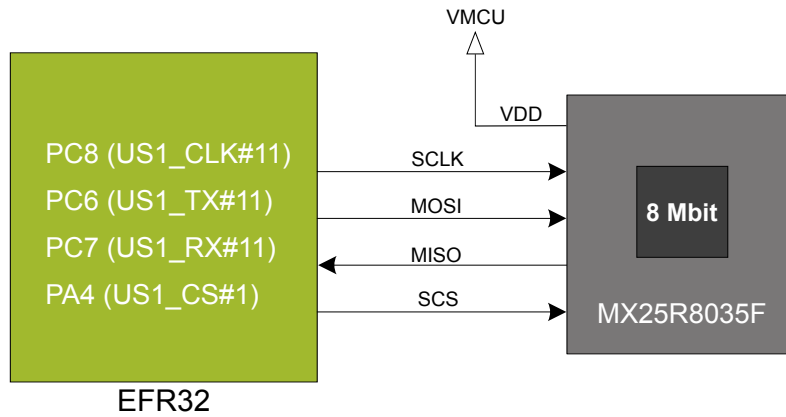 VMCU
VDD
PC8 (US1_CLK#11)
SCLK
PC6 (US1_TX#11)
MOSI
8 Mbit
PC7 (US1_RX#11)
MISO
PA4 (US1_CS#1)
SCS
MX25R8035F
EFR32